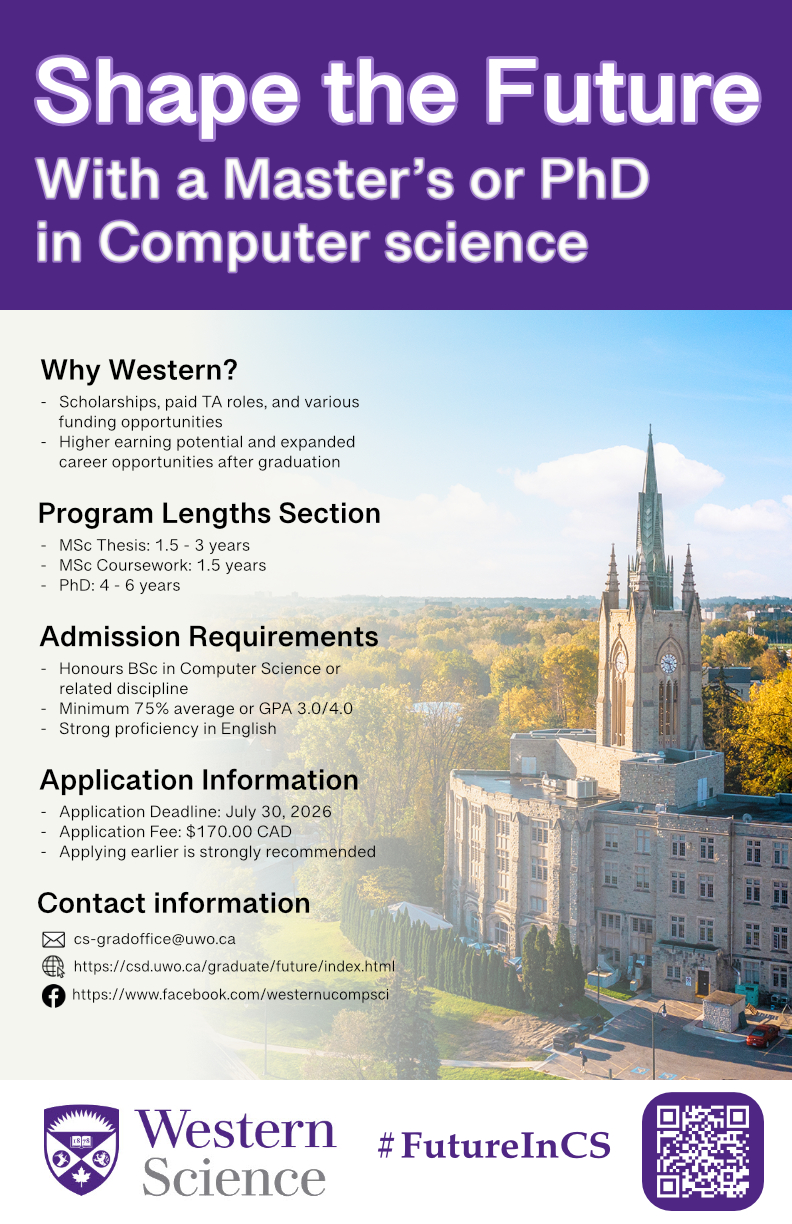 Shape the Future
With a Master's or PhD
in Computer science
Why Western?
- Scholarships, paid TA roles, and various
funding opportunities
- Higher earning potential and expanded
career opportunities after graduation
Program Lengths Section
- MSc Thesis: 1.5 - 3 years
- MSc Coursework: 1.5 years
- PhD: 4 - 6 years
Admission Requirements
- Honours BSc in Computer Science or
related discipline
- Minimum 75% average or GPA 3.0/4.0
- Strong proficiency in English
Application Information
- Application Deadline: July 30, 2026
- Application Fee: $170.00 CAD
- Applying earlier is strongly recommended
Contact information
cs-gradoffice@uwo.ca
https://csd.uwo.ca/graduate/future/index.html
https://www.facebook.com/westernucompsci
1878
Western
Science
#FutureInCS